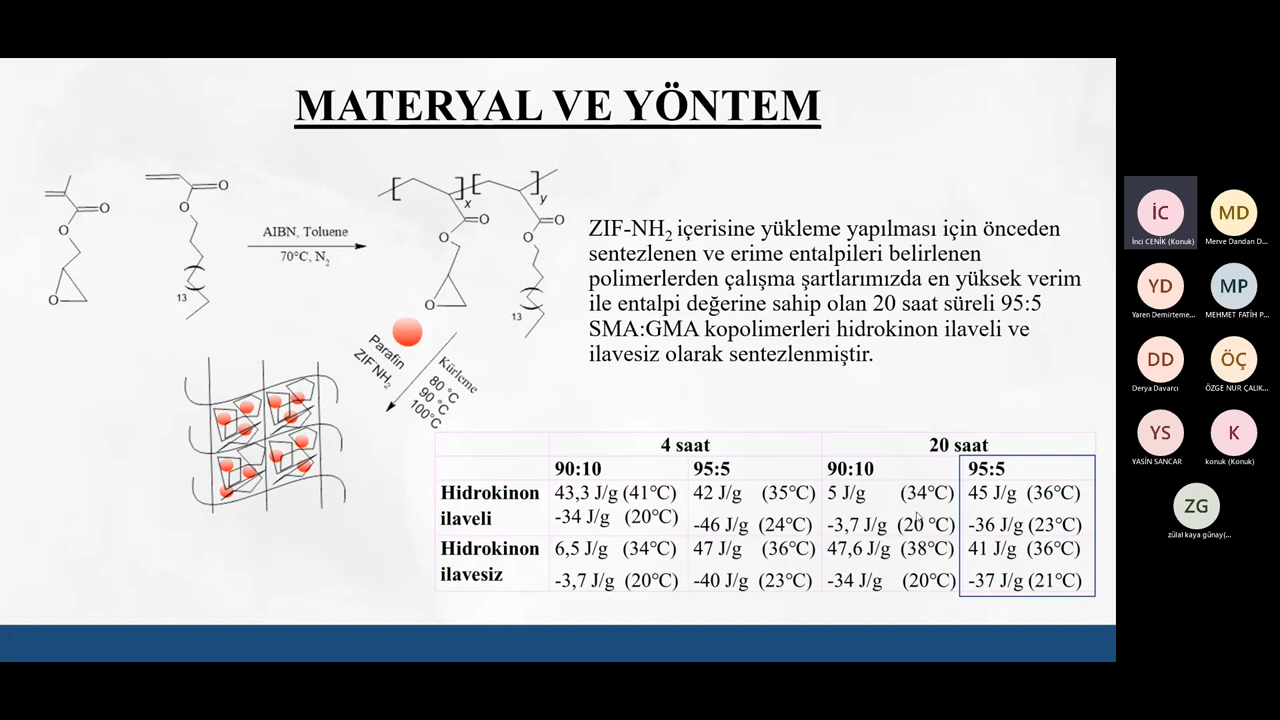 MATERYAL VE YÖNTEM
O
O
O
O
O
13
AIBN, Toluene
70°C, N2
[ ]x [ ]y
O
O
O
O
O
13
Parafin
ZIF NH2
Kürleme
80 °C
90 °C
100°C
ZIF-NH2 içerisine yükleme yapılması için önceden
sentezlenen ve erime entalpileri belirlenen
polimerlerden çalışma şartlarımızda en yüksek verim
ile entalpi değerine sahip olan 20 saat süreli 95:5
SMA:GMA kopolimerleri hidrokinon ilaveli ve
ilavesiz olarak sentezlenmiştir.
4 saat 20 saat
90:10 95:5 90:10 95:5
Hidrokinon 43,3 J/g (41°C) 42 J/g (35°C) 5 J/g (34°C) 45 J/g (36°C)
ilaveli -34 J/g (20°C) -46 J/g (24°C) -3,7 J/g (20 °C) -36 J/g (23°C)
Hidrokinon 6,5 J/g (34°C) 47 J/g (36°C) 47,6 J/g (38°C) 41 J/g (36°C)
ilavesiz -3,7 J/g (20°C) -40 J/g (23°C) -34 J/g (20°C) -37 J/g (21°C)
İC MD
İnci CENİK (Konuk) Merve Dandan D...
YD MP
Yaren Demirteme... MEHMET FATİH P...
DD ÖÇ
Derya Davarcı ÖZGE NUR ÇALIK...
YS K
YASİN SANCAR konuk (Konuk)
ZG
zülal kaya günay(...